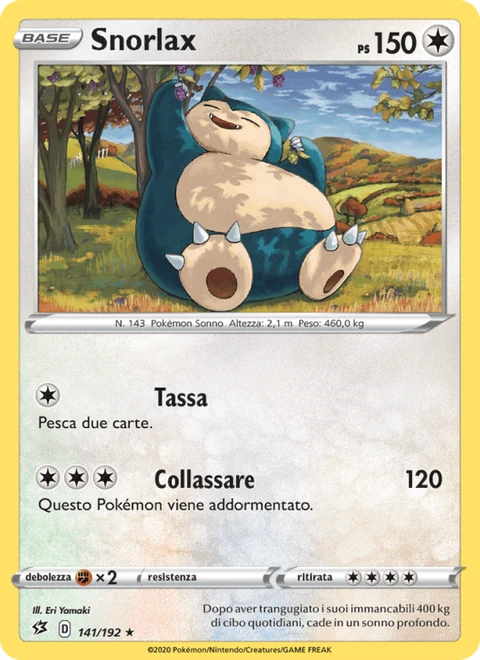 BASE Snorlax PS 150
N. 143 Pokémon Sonno Altezza: 2,1 m Peso: 460,0 kg
Tassa
Pesca due carte.
Collassare 120
Questo Pokémon viene addormentato.
debolezza ×2 resistenza ritirata
Ill. Eri Yamaki
D 141/192 ★
Dopo aver trangugiato i suoi immancabili 400 kg
di cibo quotidiani, cade in un sonno profondo.
©2020 Pokémon/Nintendo/Creatures/GAME FREAK